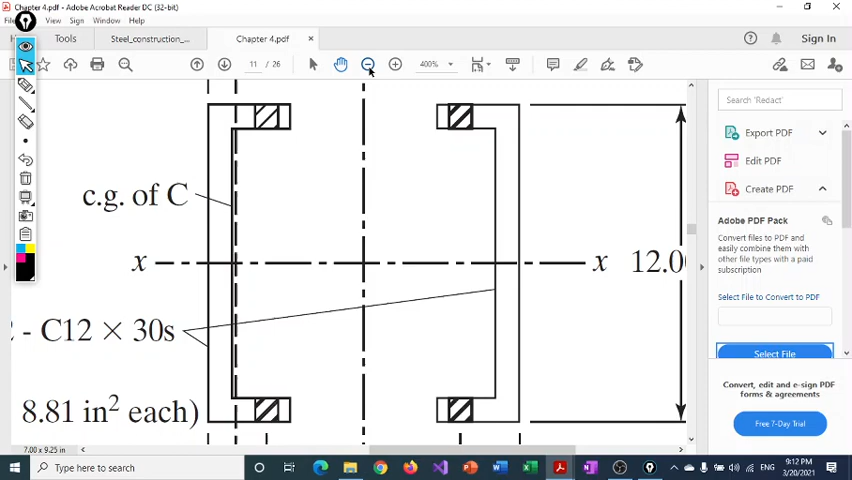 Chapter 4.pdf - Adobe Acrobat Reader DC (32-bit)
View Sign Window Help
Tools
Steel_construction_...
Chapter 4.pdf
Sign In
11 / 26
400%
Search 'Redact'
Export PDF
Edit PDF
Create PDF
Adobe PDF Pack
Convert files to PDF and
easily combine them with
other file types with a paid
subscription
Select File to Convert to PDF
Select File
Convert, edit and e-sign PDF
forms & agreements
Free 7-Day Trial
c.g. of C
x
x
12.00
- C12 × 30s
8.81 in² each)
7.00 x 9.25 in
Type here to search
ENG
9:12 PM
3/20/2021